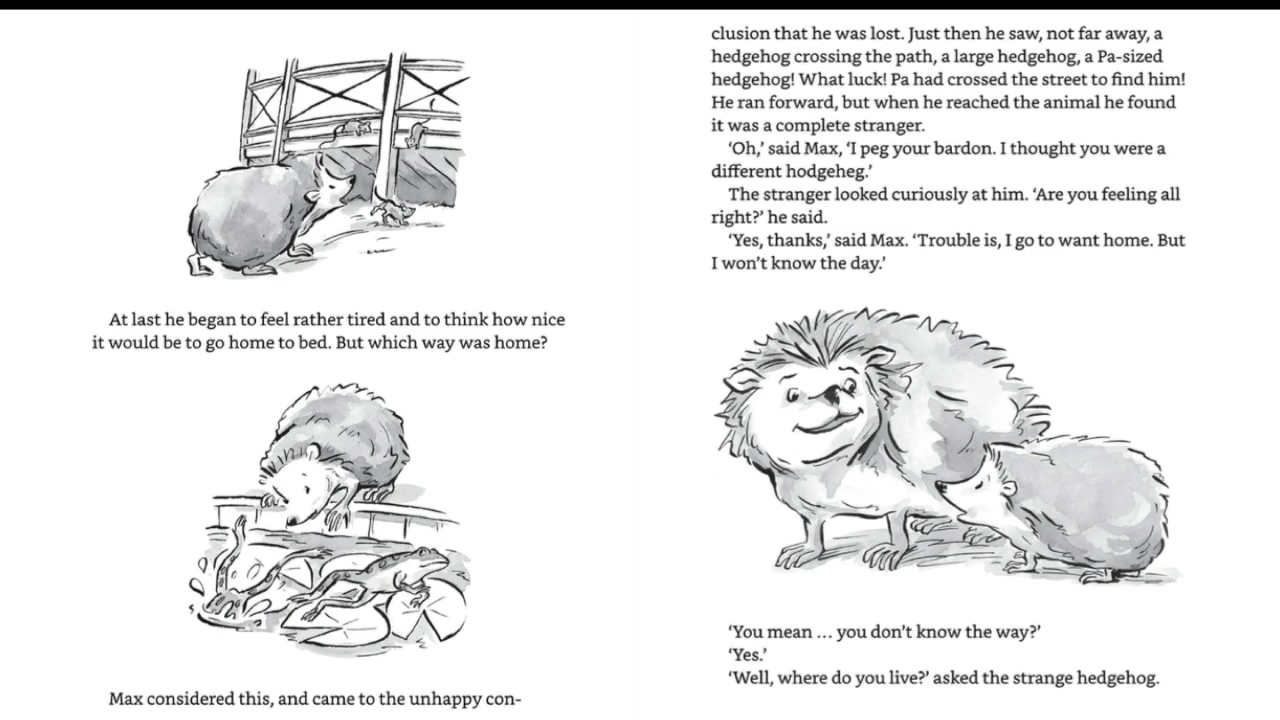 At last he began to feel rather tired and to think how nice
it would be to go home to bed. But which way was home?
Max considered this, and came to the unhappy con-
clusion that he was lost. Just then he saw, not far away, a
hedgehog crossing the path, a large hedgehog, a Pa-sized
hedgehog! What luck! Pa had crossed the street to find him!
He ran forward, but when he reached the animal he found
it was a complete stranger.
‘Oh,’ said Max, ‘I peg your bardon. I thought you were a
different hodgeheg.’
The stranger looked curiously at him. ‘Are you feeling all
right?’ he said.
‘Yes, thanks,’ said Max. ‘Trouble is, I go to want home. But
I won’t know the day.’
‘You mean … you don’t know the way?’
‘Yes.’
‘Well, where do you live?’ asked the strange hedgehog.